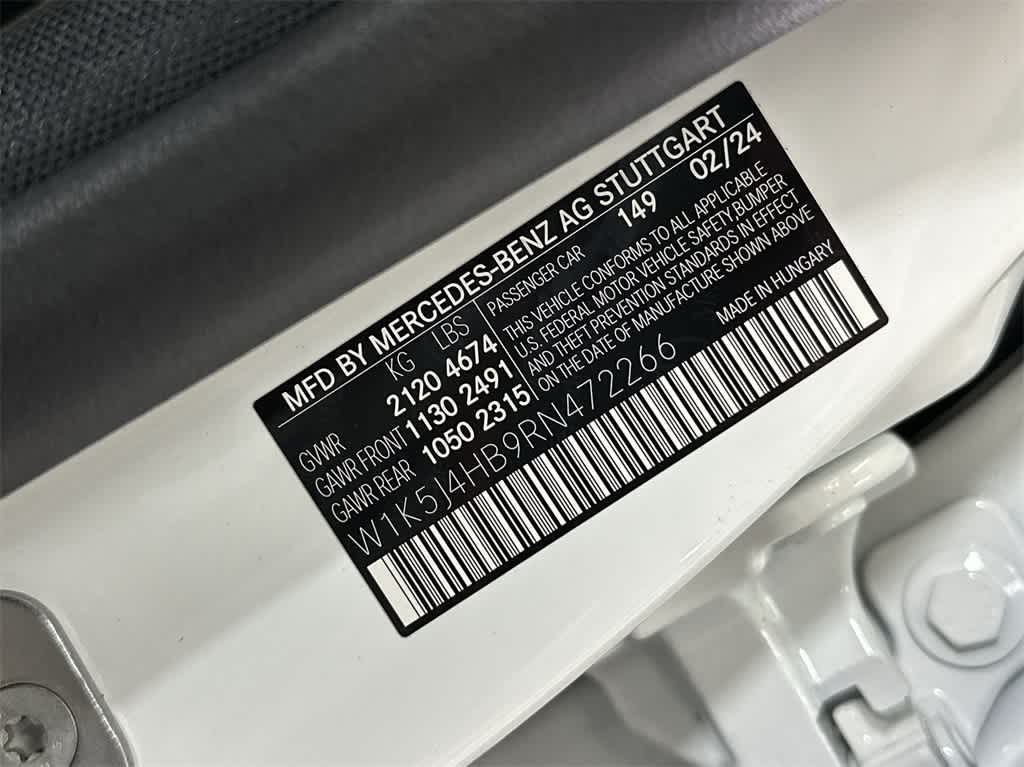 MFD BY MERCEDES-BENZ AG STUTTGART
KG LBS
GVWR 2120 4674
GAWR FRONT 1130 2491
GAWR REAR 1050 2315
PASSENGER CAR 149 02/24
THIS VEHICLE CONFORMS TO ALL APPLICABLE
U.S. FEDERAL MOTOR VEHICLE SAFETY, BUMPER
AND THEFT PREVENTION STANDARDS IN EFFECT
ON THE DATE OF MANUFACTURE SHOWN ABOVE
W1K5J4HB9RN472266
MADE IN HUNGARY